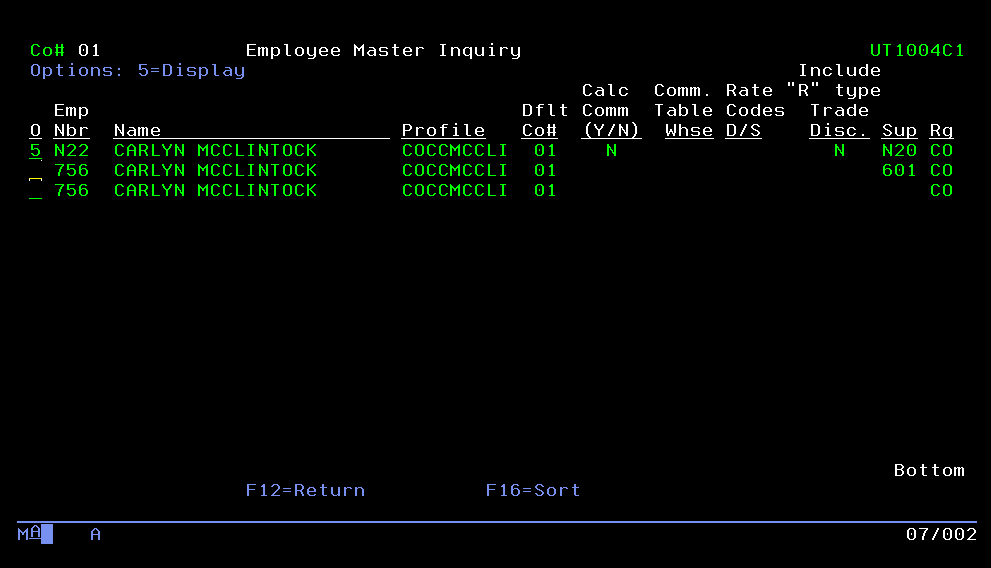 Co# 01 Employee Master Inquiry UT1004C1
Options: 5=Display Include
Calc Comm. Rate "R" type
Emp Dflt Comm Table Codes Trade
O Nbr Name Profile Co# (Y/N) Whse D/S Disc. Sup Rg
5 N22 CARLYN MCCLINTOCK COCCMCCLI 01 N N N20 CO
756 CARLYN MCCLINTOCK COCCMCCLI 01 601 CO
756 CARLYN MCCLINTOCK COCCMCCLI 01 CO
Bottom
F12=Return F16=Sort
MA A 07/002